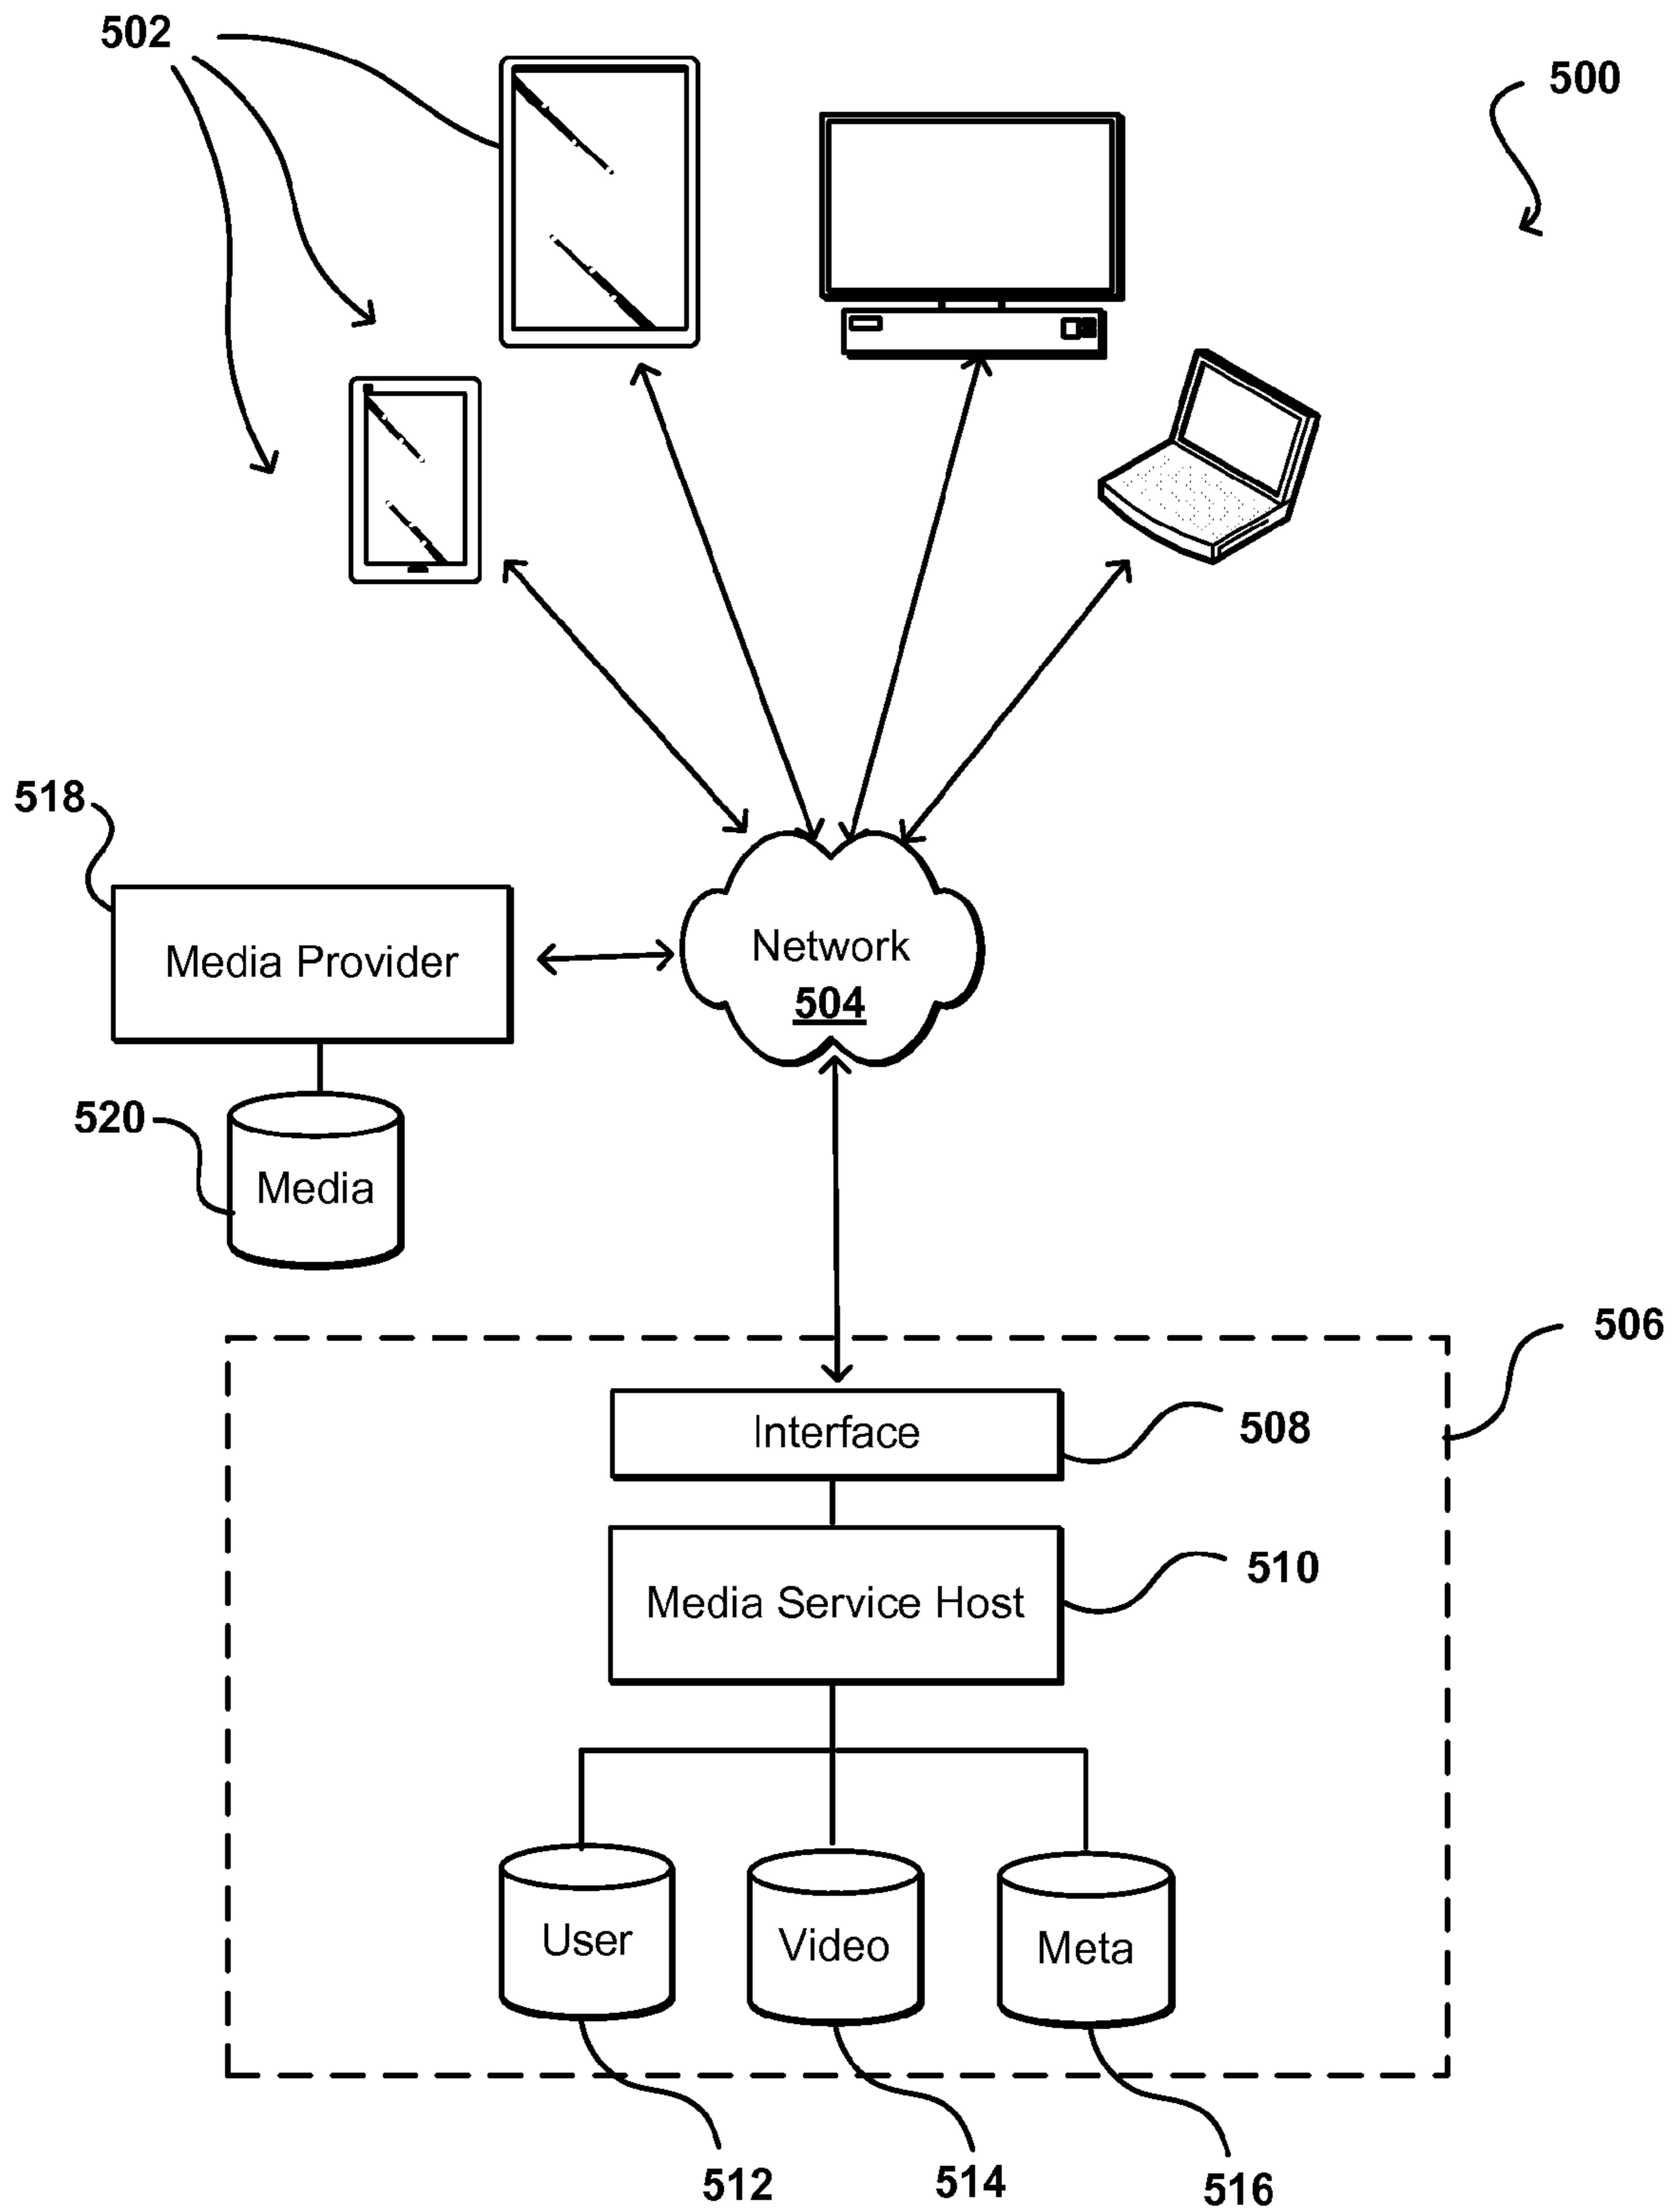 502
500
518
Media Provider
Network
504
520
Media
506
Interface
508
Media Service Host
510
User
Video
Meta
512
514
516